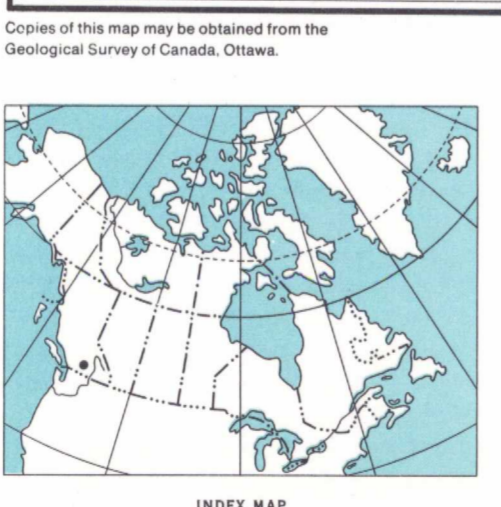 Copies of this map may be obtained from the
Geological Survey of Canada, Ottawa.
INDEX MAP